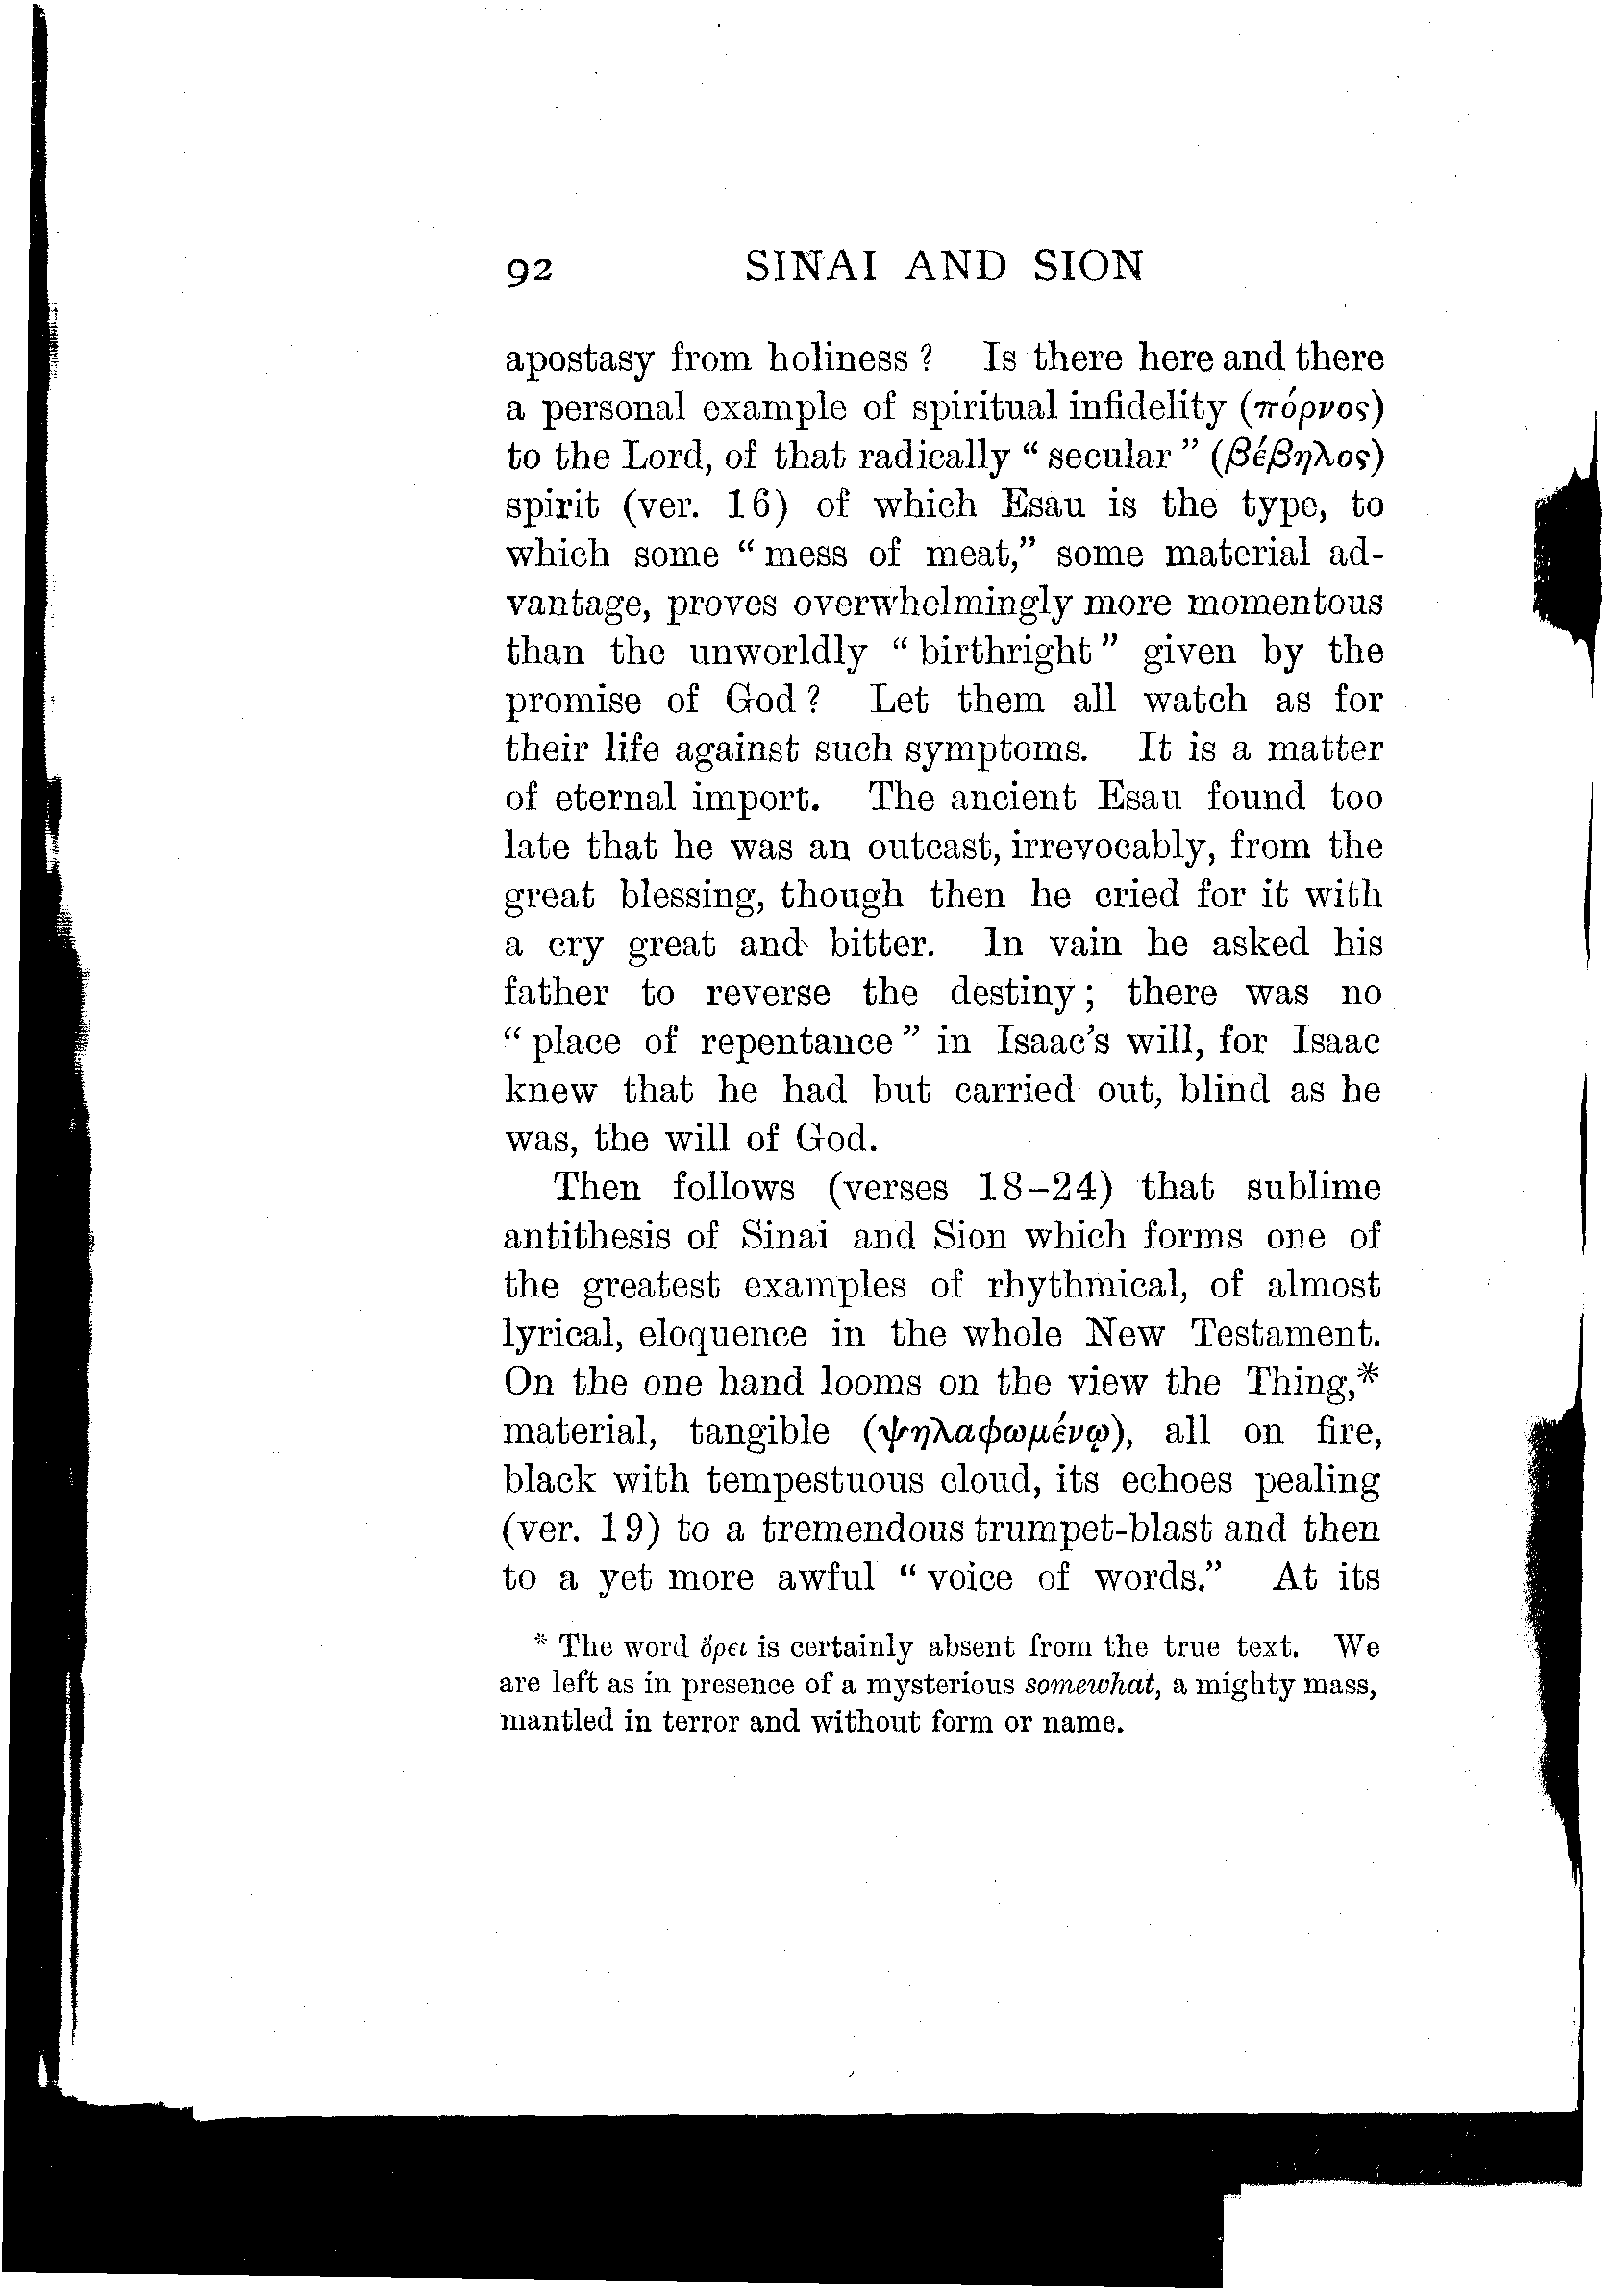 92 SINAI AND SION
apostasy from holiness ? Is there here and there
a personal example of spiritual infidelity (πόρνος)
to the Lord, of that radically “ secular ” (βέβηλος)
spirit (ver. 16) of which Esau is the type, to
which some “ mess of meat,” some material ad-
vantage, proves overwhelmingly more momentous
than the unworldly “ birthright ” given by the
promise of God ? Let them all watch as for
their life against such symptoms. It is a matter
of eternal import. The ancient Esau found too
late that he was an outcast, irrevocably, from the
great blessing, though then he cried for it with
a cry great and bitter. In vain he asked his
father to reverse the destiny ; there was no
“ place of repentance ” in Isaac's will, for Isaac
knew that he had but carried out, blind as he
was, the will of God.
Then follows (verses 18–24) that sublime
antithesis of Sinai and Sion which forms one of
the greatest examples of rhythmical, of almost
lyrical, eloquence in the whole New Testament.
On the one hand looms on the view the Thing,*
material, tangible (ψηλαφωμένῳ), all on fire,
black with tempestuous cloud, its echoes pealing
(ver. 19) to a tremendous trumpet-blast and then
to a yet more awful “ voice of words.” At its
* The word ὄρει is certainly absent from the true text. We
are left as in presence of a mysterious somewhat, a mighty mass,
mantled in terror and without form or name.